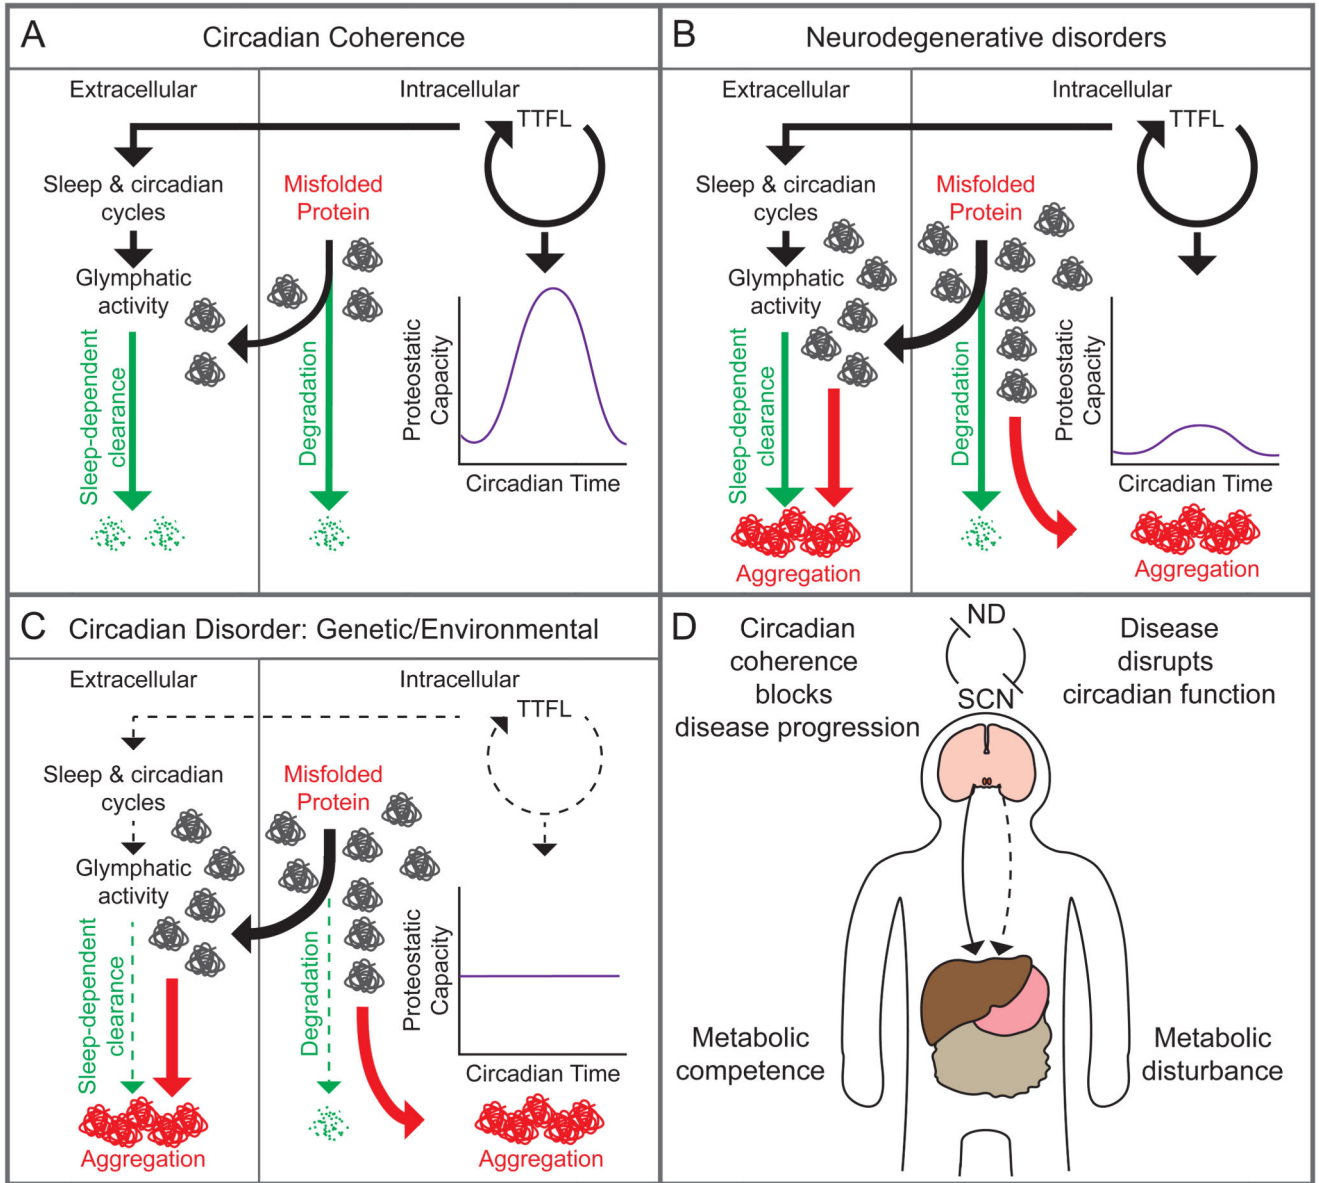 A
Circadian Coherence
Extracellular
Intracellular
TTFL
Sleep & circadian
cycles
Misfolded
Protein
Glymphatic
activity
Sleep-dependent
clearance
Degradation
Proteostatic
Capacity
Circadian Time
B
Neurodegenerative disorders
Extracellular
Intracellular
TTFL
Sleep & circadian
cycles
Misfolded
Protein
Glymphatic
activity
Sleep-dependent
clearance
Degradation
Proteostatic
Capacity
Circadian Time
Aggregation
Aggregation
C
Circadian Disorder: Genetic/Environmental
Extracellular
Intracellular
TTFL
Sleep & circadian
cycles
Misfolded
Protein
Glymphatic
activity
Sleep-dependent
clearance
Degradation
Proteostatic
Capacity
Circadian Time
Aggregation
Aggregation
D
Circadian
coherence
blocks
disease progression
ND
SCN
Disease
disrupts
circadian function
Metabolic
competence
Metabolic
disturbance